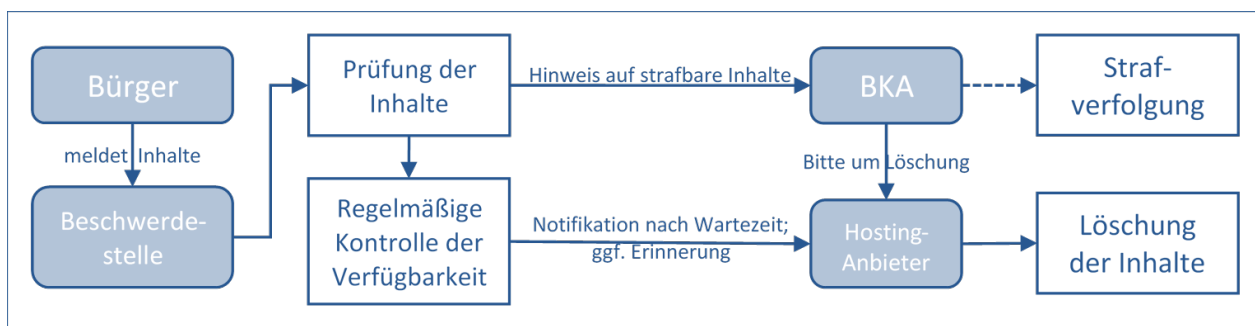 Bürger
meldet Inhalte
Beschwerde-
stelle
Prüfung der
Inhalte
Regelmäßige
Kontrolle der
Verfügbarkeit
Hinweis auf strafbare Inhalte
Notifikation nach Wartezeit;
ggf. Erinnerung
BKA
Bitte um Löschung
Hosting-
Anbieter
Straf-
verfolgung
Löschung
der Inhalte